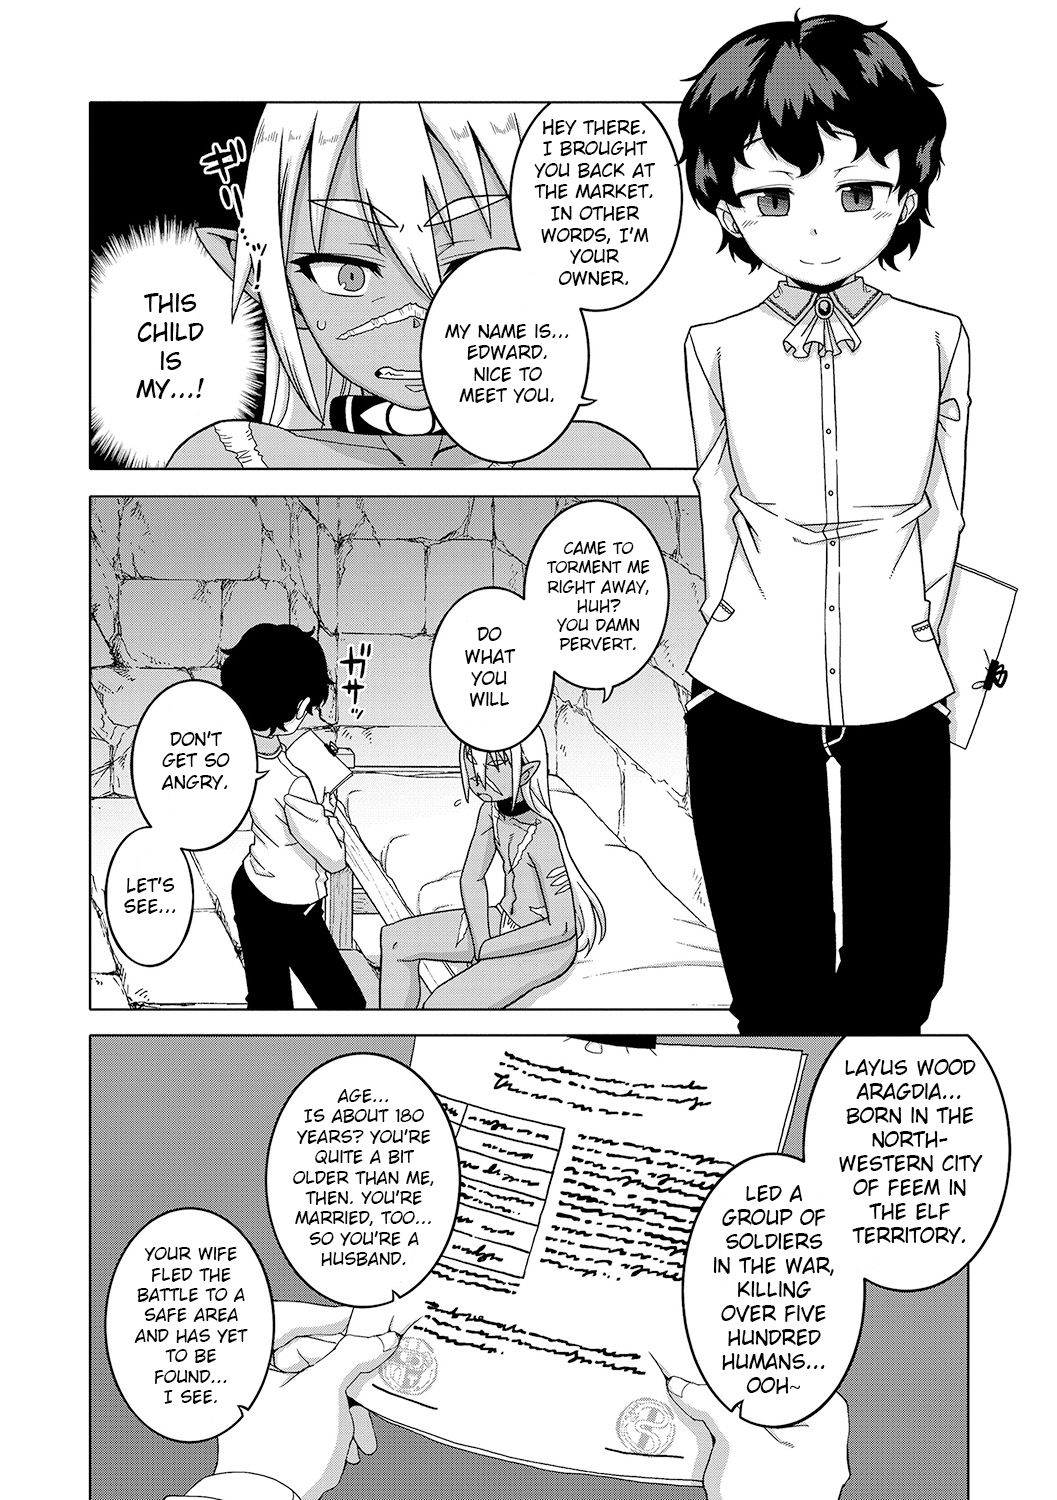 HEY THERE.
I BROUGHT
YOU BACK AT
THE MARKET.
IN OTHER
WORDS, I'M
YOUR
OWNER.
MY NAME IS...
EDWARD.
NICE TO
MEET YOU.
ギリ...!
THIS
CHILD
IS
MY...!
CAME TO
TORMENT ME
RIGHT AWAY,
HUH?
YOU DAMN
PERVERT.
DO
WHAT
YOU
WILL
ガサッ
DON'T
GET SO
ANGRY.
LET'S
SEE...
LAYUS WOOD
ARAGDIA...
BORN IN THE
NORTH-
WESTERN CITY
OF FEEM IN
THE ELF
TERRITORY.
LED A
GROUP OF
SOLDIERS
IN THE WAR,
KILLING
OVER FIVE
HUNDRED
HUMANS...
OOH~
AGE...
IS ABOUT 180
YEARS? YOU'RE
QUITE A BIT
OLDER THAN ME,
THEN. YOU'RE
MARRIED, TOO...
SO YOU'RE A
HUSBAND.
YOUR WIFE
FLED THE
BATTLE TO A
SAFE AREA
AND HAS YET
TO BE
FOUND...
I SEE.